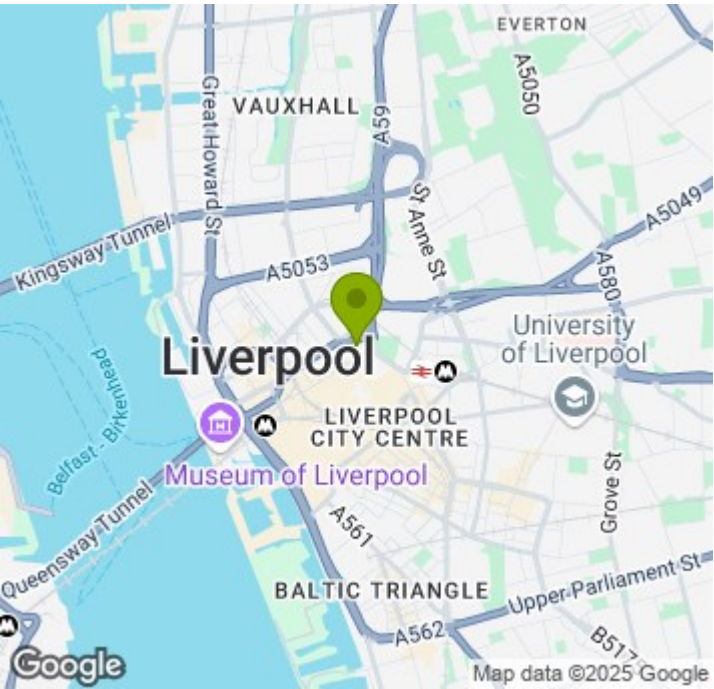 EVERTON
A5050
VAUXHALL
A59
Great Howard St
St Anne St
A5049
Kingsway Tunnel
A5053
A580
University
of Liverpool
Liverpool
LIVERPOOL
CITY CENTRE
Belfast - Birkenhead
Museum of Liverpool
Grove St
Queensway Tunnel
A561
BALTIC TRIANGLE
Upper Parliament St
A562
Google
Map data ©2025 Google